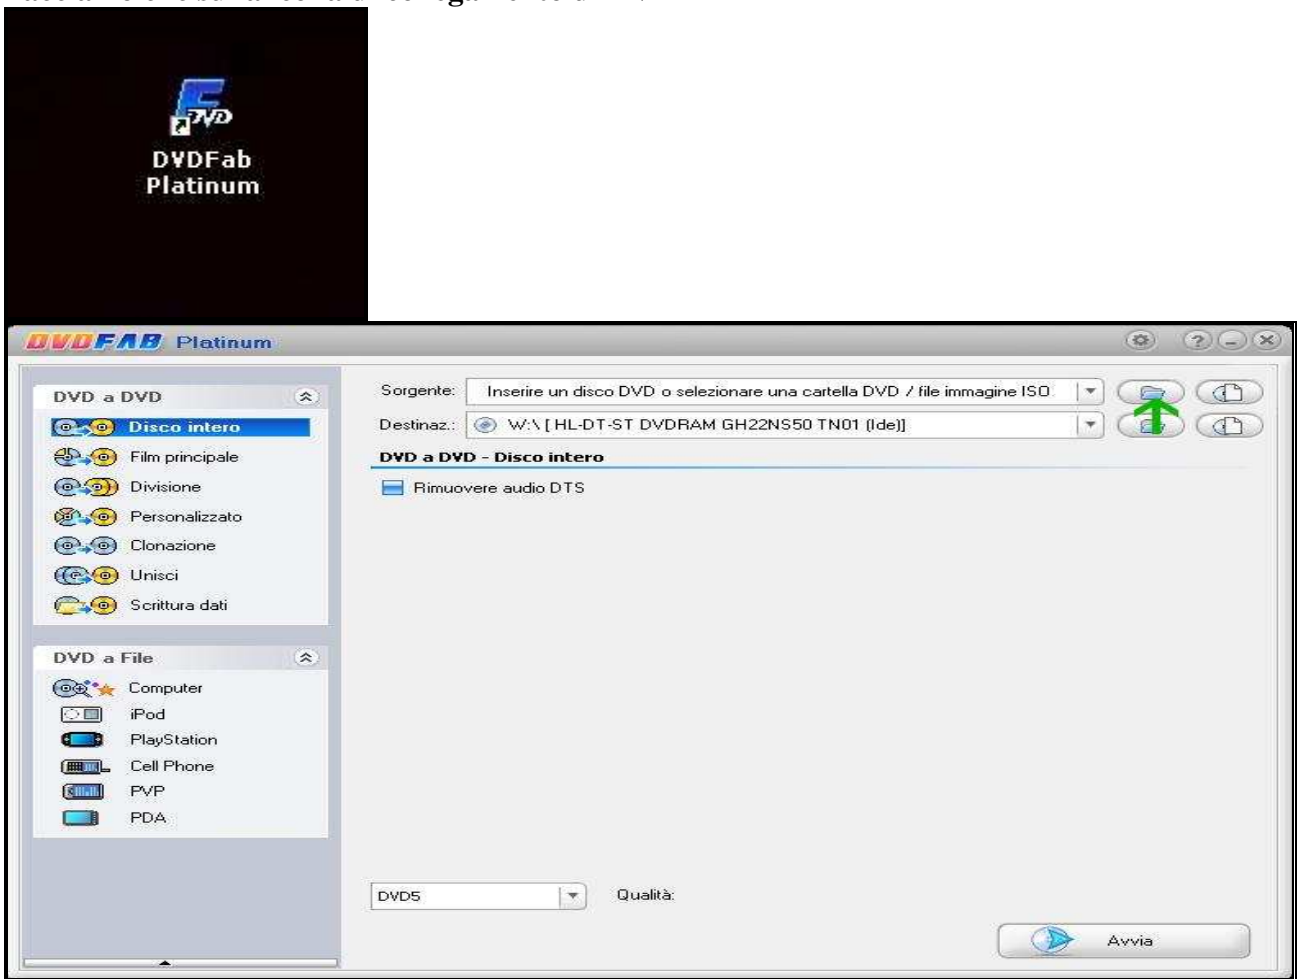 DVD
DVDFab
Platinum
DVDFAB Platinum
DVD a DVD
Disco intero
Film principale
Divisione
Personalizzato
Clonazione
Unisci
Scrittura dati
DVD a File
Computer
iPod
PlayStation
Cell Phone
PVP
PDA
Sorgente: Inserire un disco DVD o selezionare una cartella DVD / file immagine ISO
Destinaz.: W:\ [ HL-DT-ST DVDRAM GH22NS50 TN01 (Ide)]
DVD a DVD - Disco intero
Rimuovere audio DTS
DVD5 Qualità:
Avvia